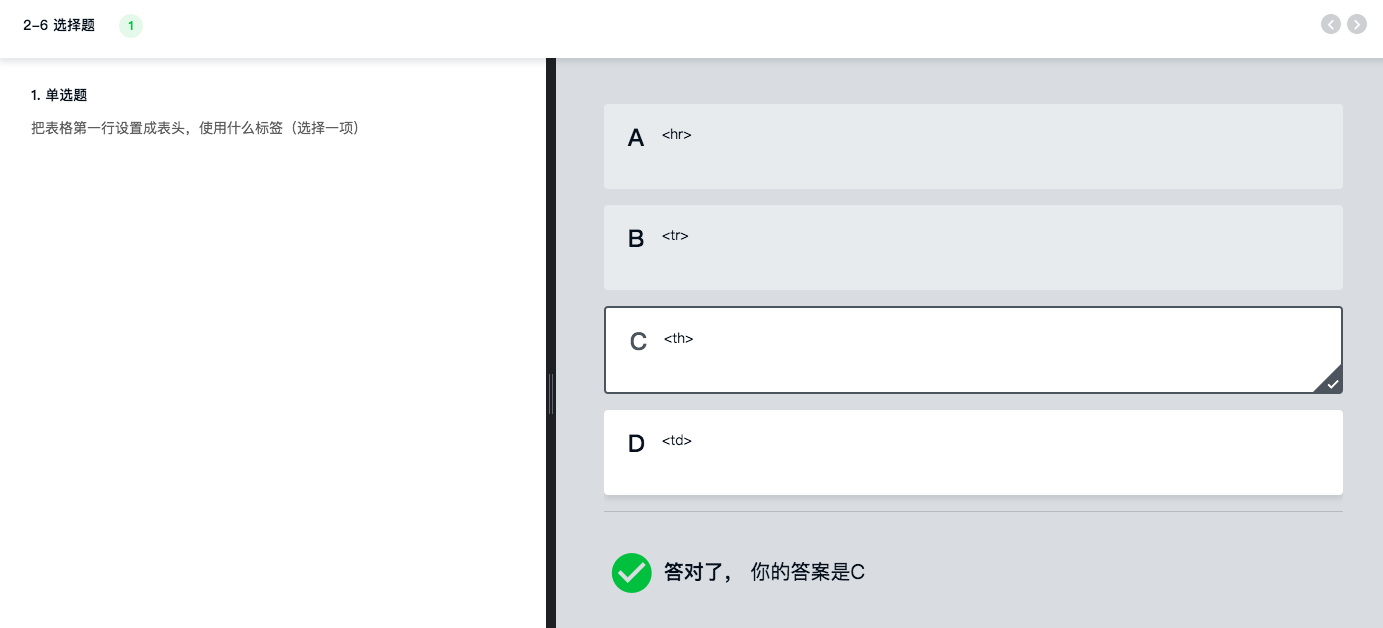 2-6 选择题 1
1. 单选题
把表格第一行设置成表头，使用什么标签（选择一项）
A <hr>
B <tr>
C <th>
D <td>
答对了， 你的答案是C